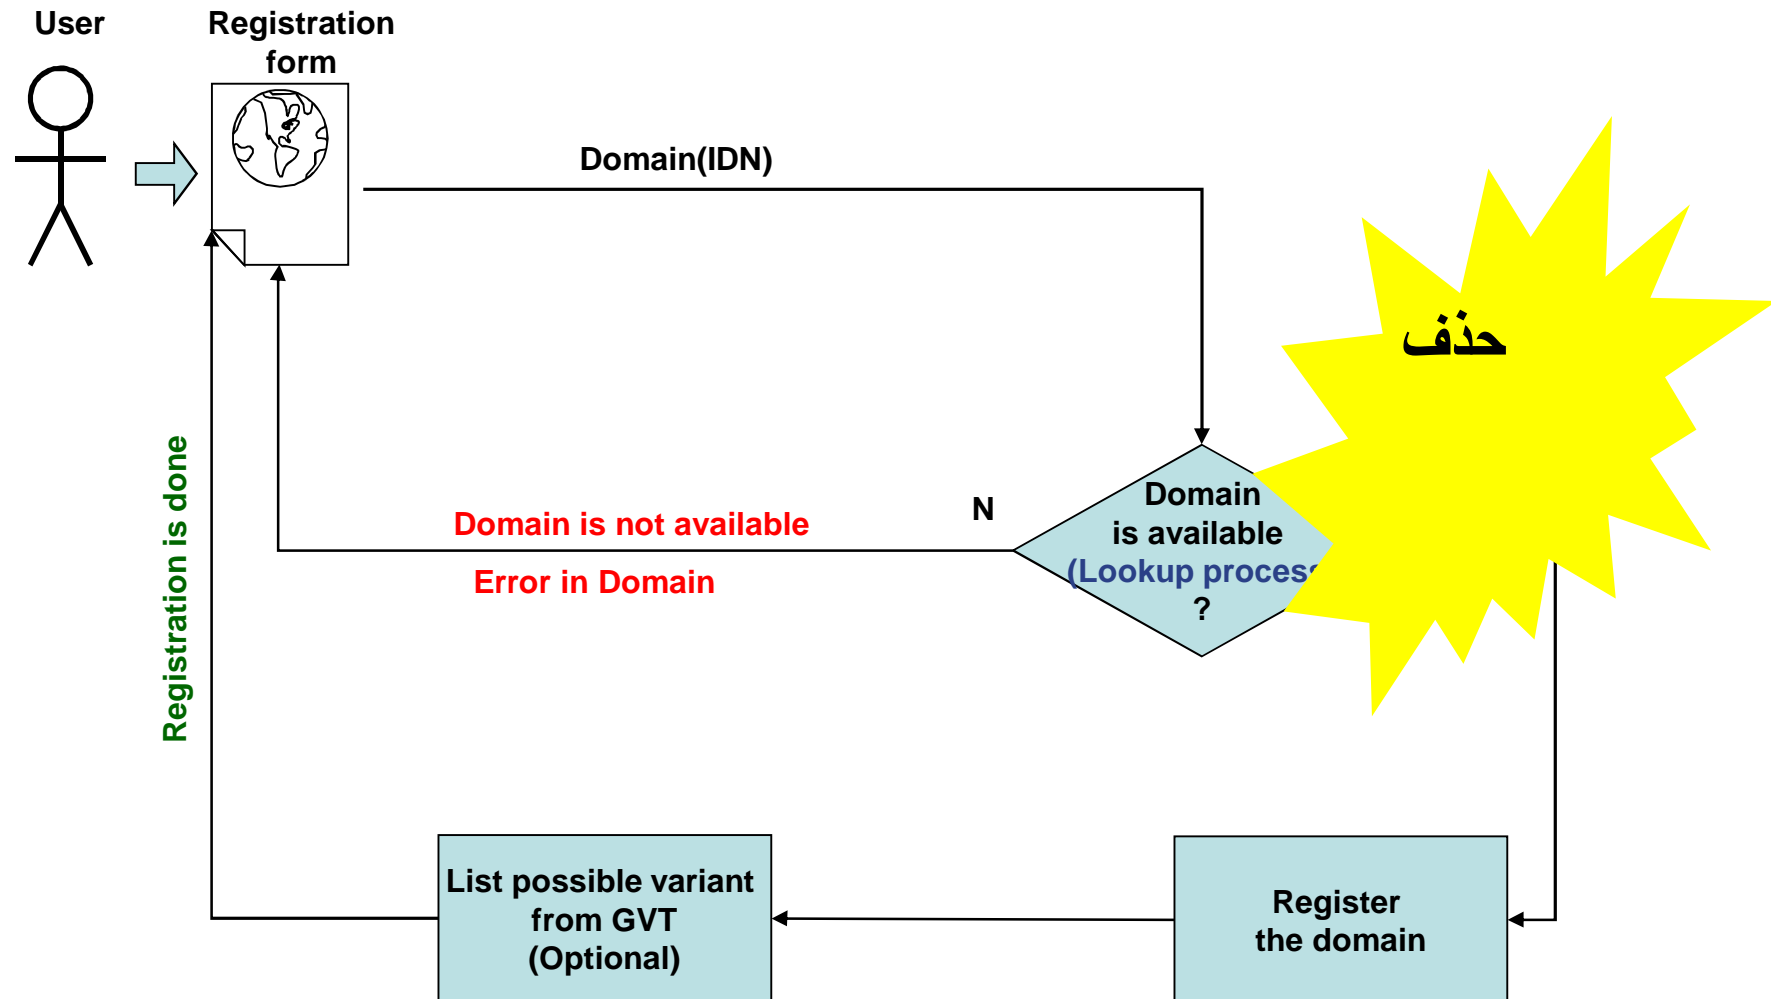 User
Registration
form
Domain(IDN)
حذف
N
Domain
is available
(Lookup process
?
Domain is not available
Error in Domain
Registration is done
List possible variant
from GVT
(Optional)
Register
the domain